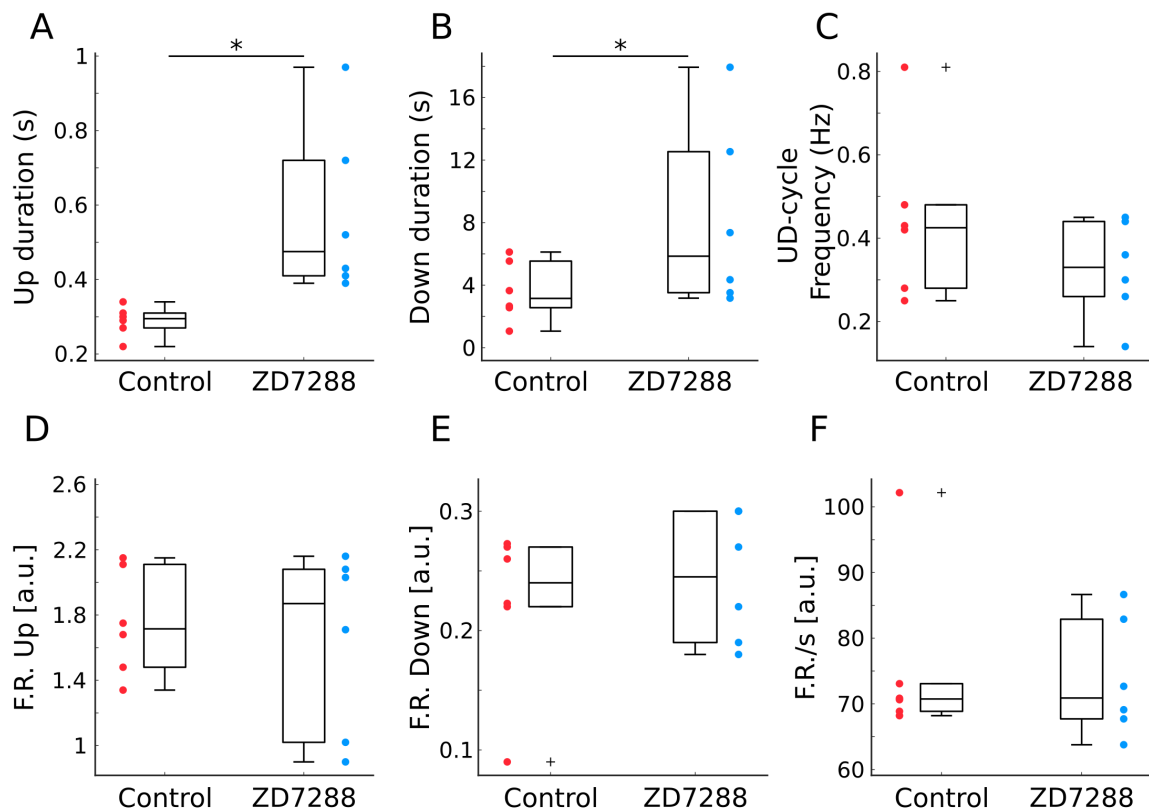 A
B
C
*
*
Up duration (s)
1
0.8
0.6
0.4
0.2
Control
ZD7288
Down duration (s)
16
12
8
4
0
Control
ZD7288
UD-cycle
Frequency (Hz)
0.8
0.6
0.4
0.2
Control
ZD7288
D
E
F
F.R. Up [a.u.]
2.6
2.2
1.8
1.4
1
Control
ZD7288
F.R. Down [a.u.]
0.3
0.2
0.1
Control
ZD7288
F.R./s [a.u.]
100
90
80
70
60
Control
ZD7288